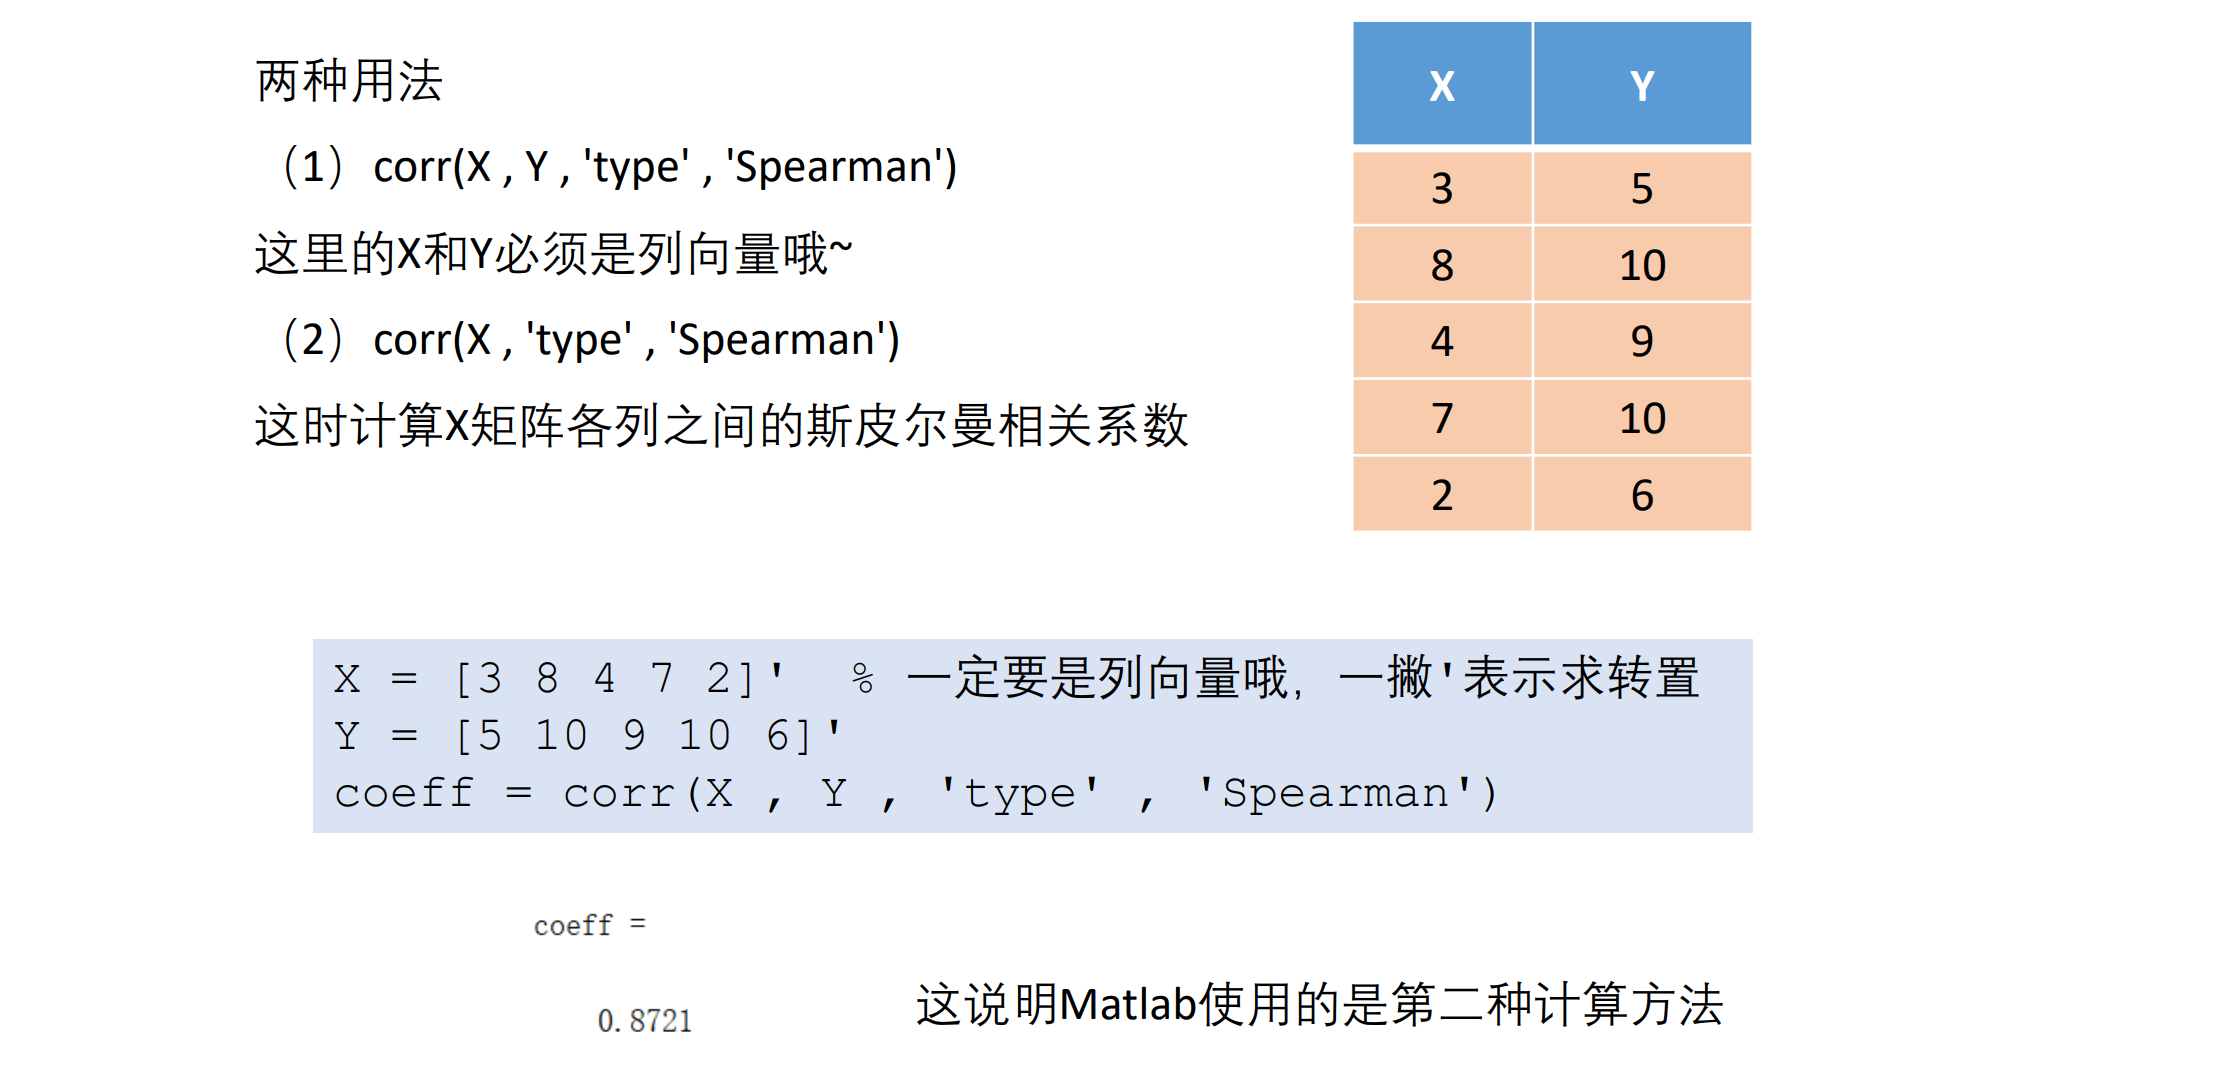 两种用法
（1）corr(X , Y , 'type' , 'Spearman')
这里的X和Y必须是列向量哦~
（2）corr(X , 'type' , 'Spearman')
这时计算X矩阵各列之间的斯皮尔曼相关系数
X Y
3 5
8 10
4 9
7 10
2 6
X = [3 8 4 7 2]'  % 一定要是列向量哦，一撇'表示求转置
Y = [5 10 9 10 6]'
coeff = corr(X , Y , 'type' , 'Spearman')
coeff =
0.8721
这说明Matlab使用的是第二种计算方法